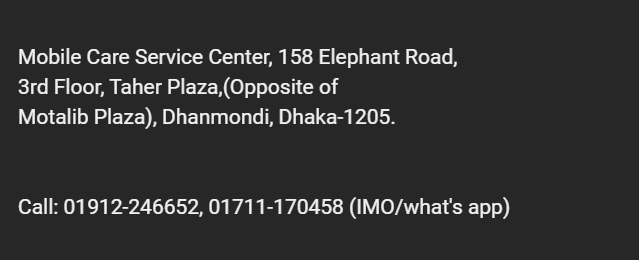 Mobile Care Service Center, 158 Elephant Road,
3rd Floor, Taher Plaza,(Opposite of
Motalib Plaza), Dhanmondi, Dhaka-1205.
Call: 01912-246652, 01711-170458 (IMO/what's app)